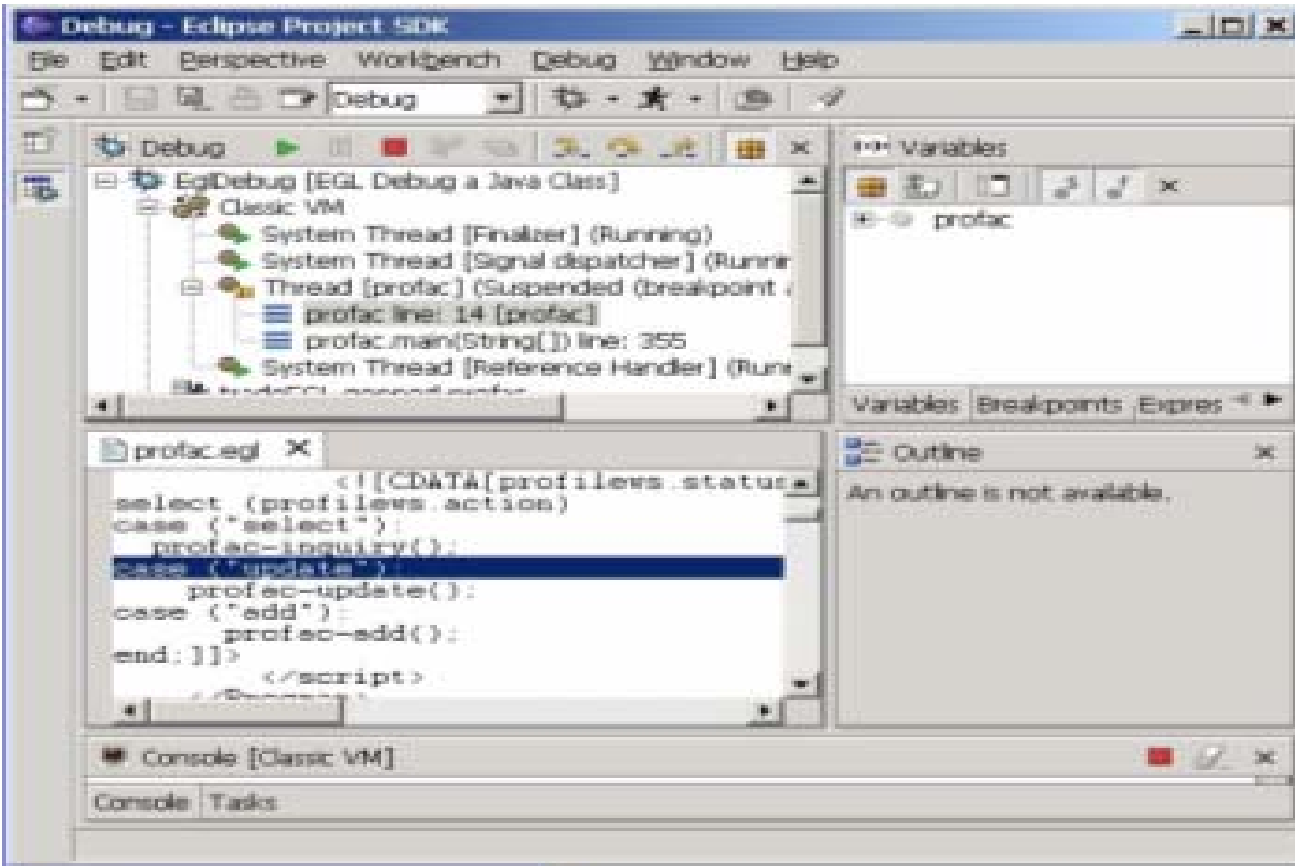 Debug - Eclipse Project SDK
File Edit Perspective Workbench Debug Window Help
Debug
Debug
EglDebug [EGL Debug a Java Class]
Classic VM
System Thread [Finalizer] (Running)
System Thread [Signal dispatcher] (Runnin
Thread [profac] (Suspended (breakpoint
profac line: 14 [profac]
profac.main(String[]) line: 355
System Thread [Reference Handler] (Runn
Variables
profac
Variables Breakpoints Expres
profac.egl
<![CDATA[profilews.status
select (profilews.action)
case ("select"):
profac-inquiry();
case ("update"):
profac-update();
case ("add"):
profac-add();
end;]]>
</script>
Outline
An outline is not available.
Console [Classic VM]
Console Tasks